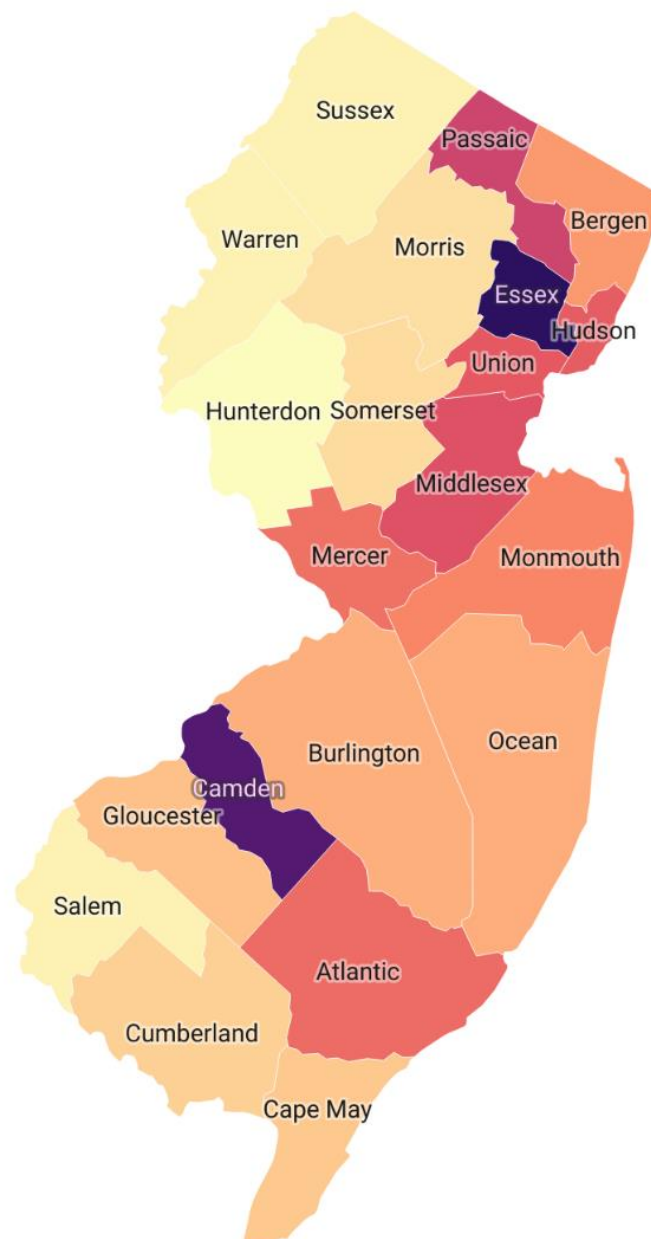 Sussex
Passaic
Bergen
Warren
Morris
Essex
Hudson
Union
Hunterdon
Somerset
Middlesex
Mercer
Monmouth
Ocean
Burlington
Camden
Gloucester
Salem
Atlantic
Cumberland
Cape May